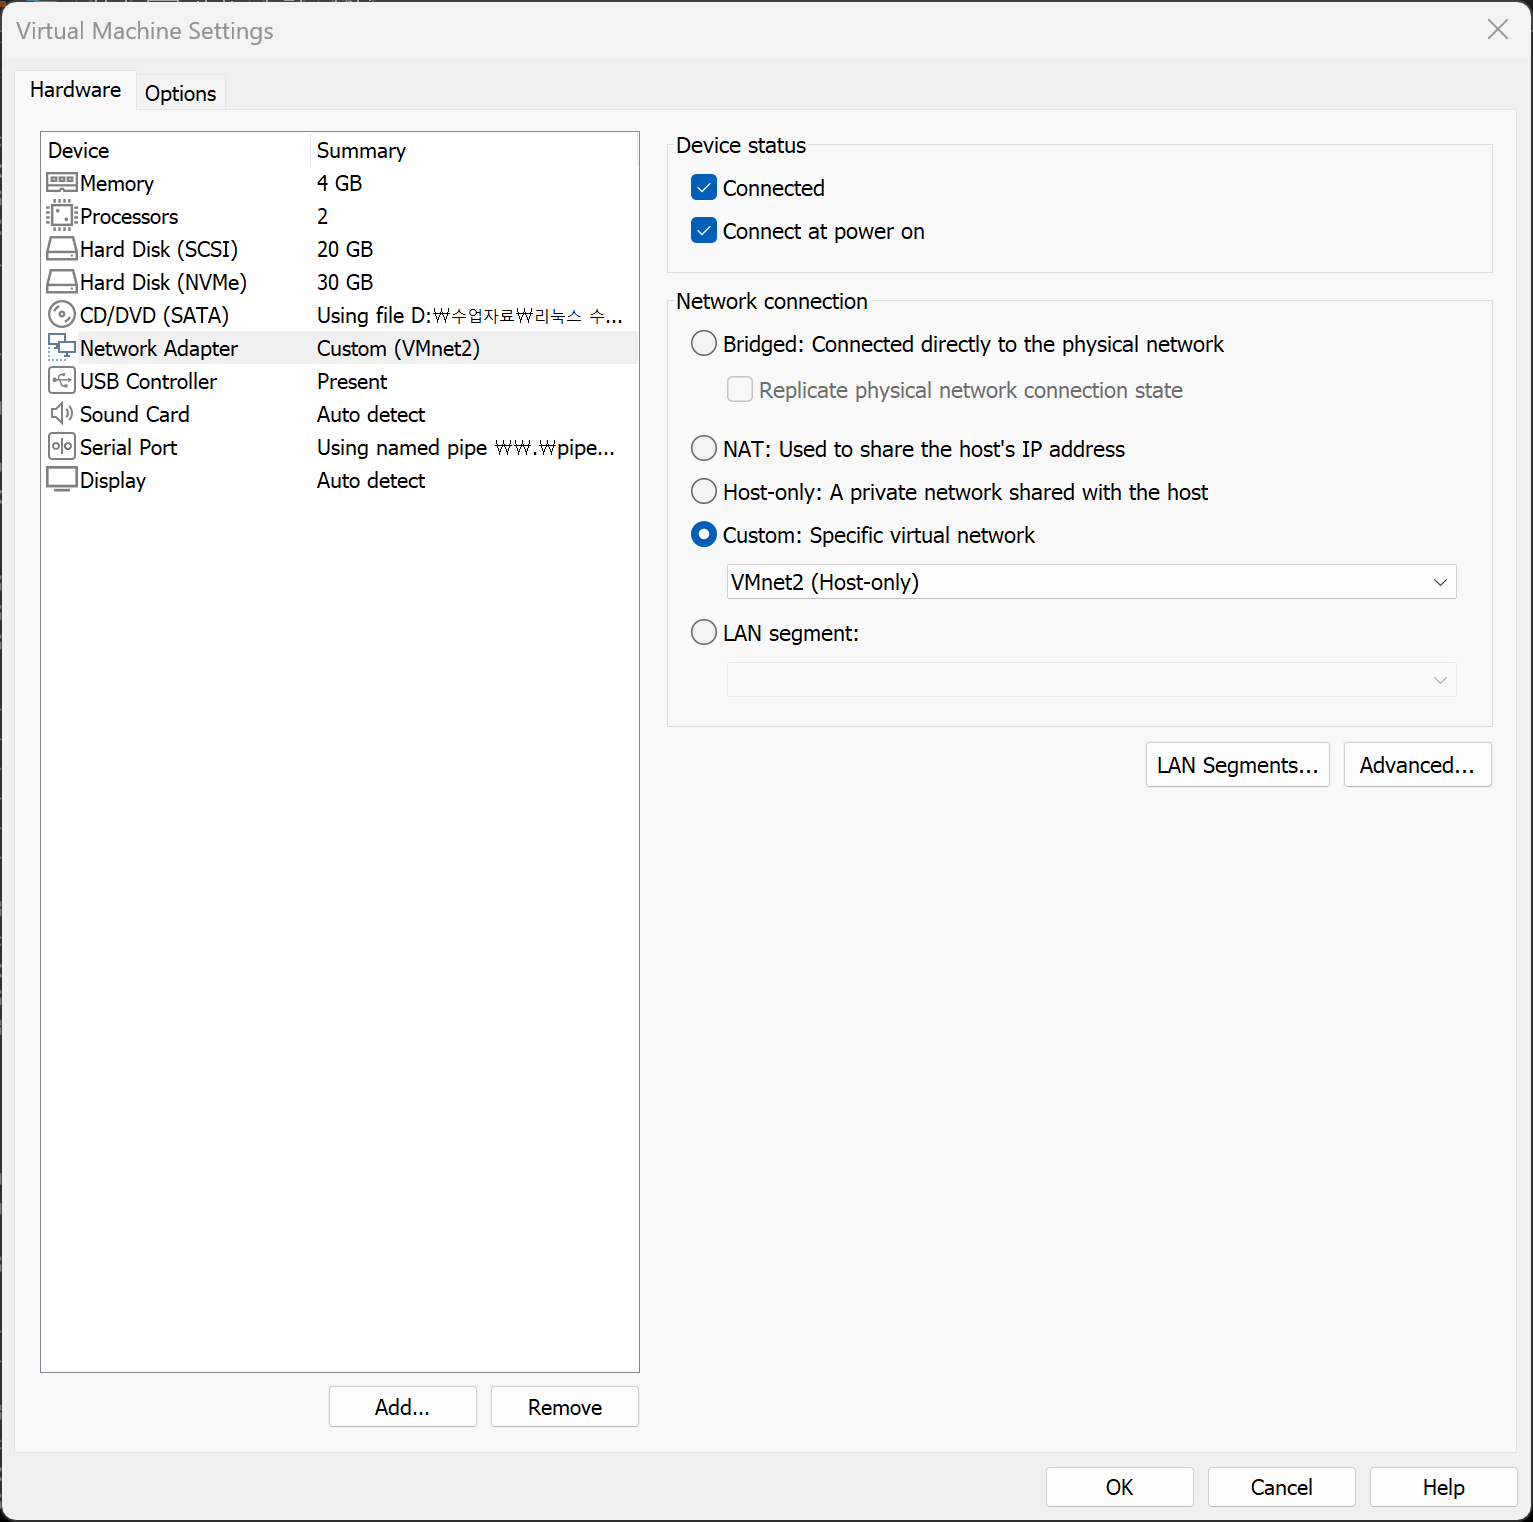 Virtual Machine Settings
Hardware
Options
Device Summary
Memory 4 GB
Processors 2
Hard Disk (SCSI) 20 GB
Hard Disk (NVMe) 30 GB
CD/DVD (SATA) Using file D:₩수업자료₩리눅스 수...
Network Adapter Custom (VMnet2)
USB Controller Present
Sound Card Auto detect
Serial Port Using named pipe ₩₩.₩pipe...
Display Auto detect
Add...
Remove
Device status
Connected
Connect at power on
Network connection
Bridged: Connected directly to the physical network
Replicate physical network connection state
NAT: Used to share the host's IP address
Host-only: A private network shared with the host
Custom: Specific virtual network
VMnet2 (Host-only)
LAN segment:
LAN Segments...
Advanced...
OK
Cancel
Help